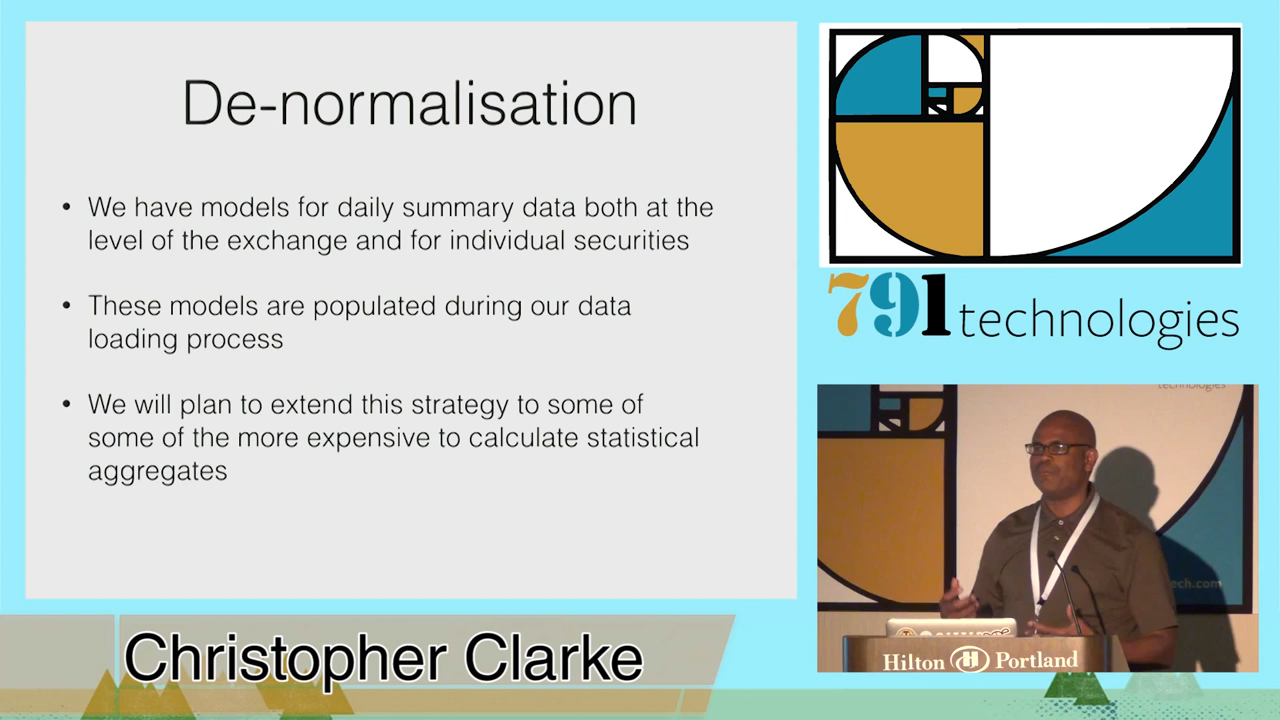 De-normalisation
• We have models for daily summary data both at the
level of the exchange and for individual securities
• These models are populated during our data
loading process
• We will plan to extend this strategy to some of
some of the more expensive to calculate statistical
aggregates
791 technologies
technologies
ech.com
Hilton H Portland
Christopher Clarke